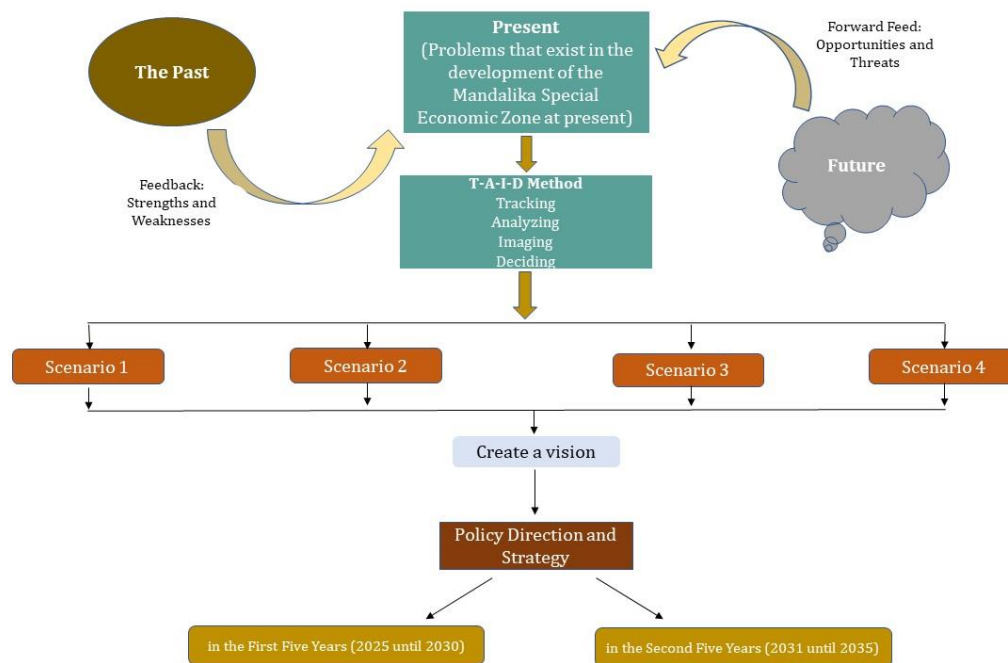 The Past
Present
(Problems that exist in the
development of the
Mandalika Special
Economic Zone at present)
Forward Feed:
Opportunities and
Threats
Future
Feedback:
Strengths and
Weaknesses
T-A-I-D Method
Tracking
Analyzing
Imaging
Deciding
Scenario 1
Scenario 2
Scenario 3
Scenario 4
Create a vision
Policy Direction and
Strategy
in the First Five Years (2025 until 2030)
in the Second Five Years (2031 until 2035)